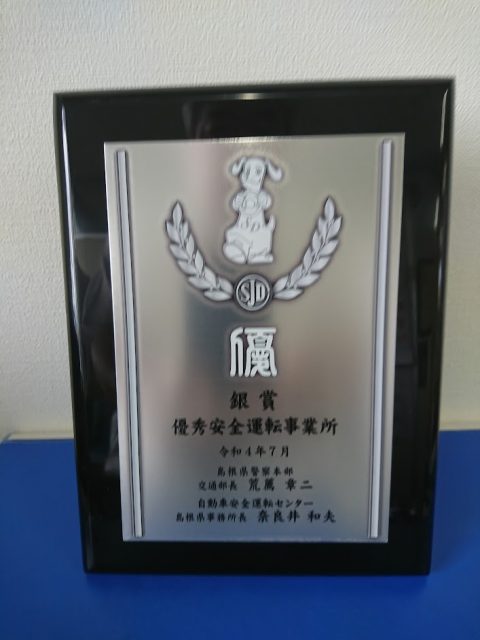 SJD
優
銀賞
優秀安全運転事業所
令和4年7月
島根県警察本部
交通部長 荒薦 章二
自動車安全運転センター
島根県事務所長 奈良井 和夫